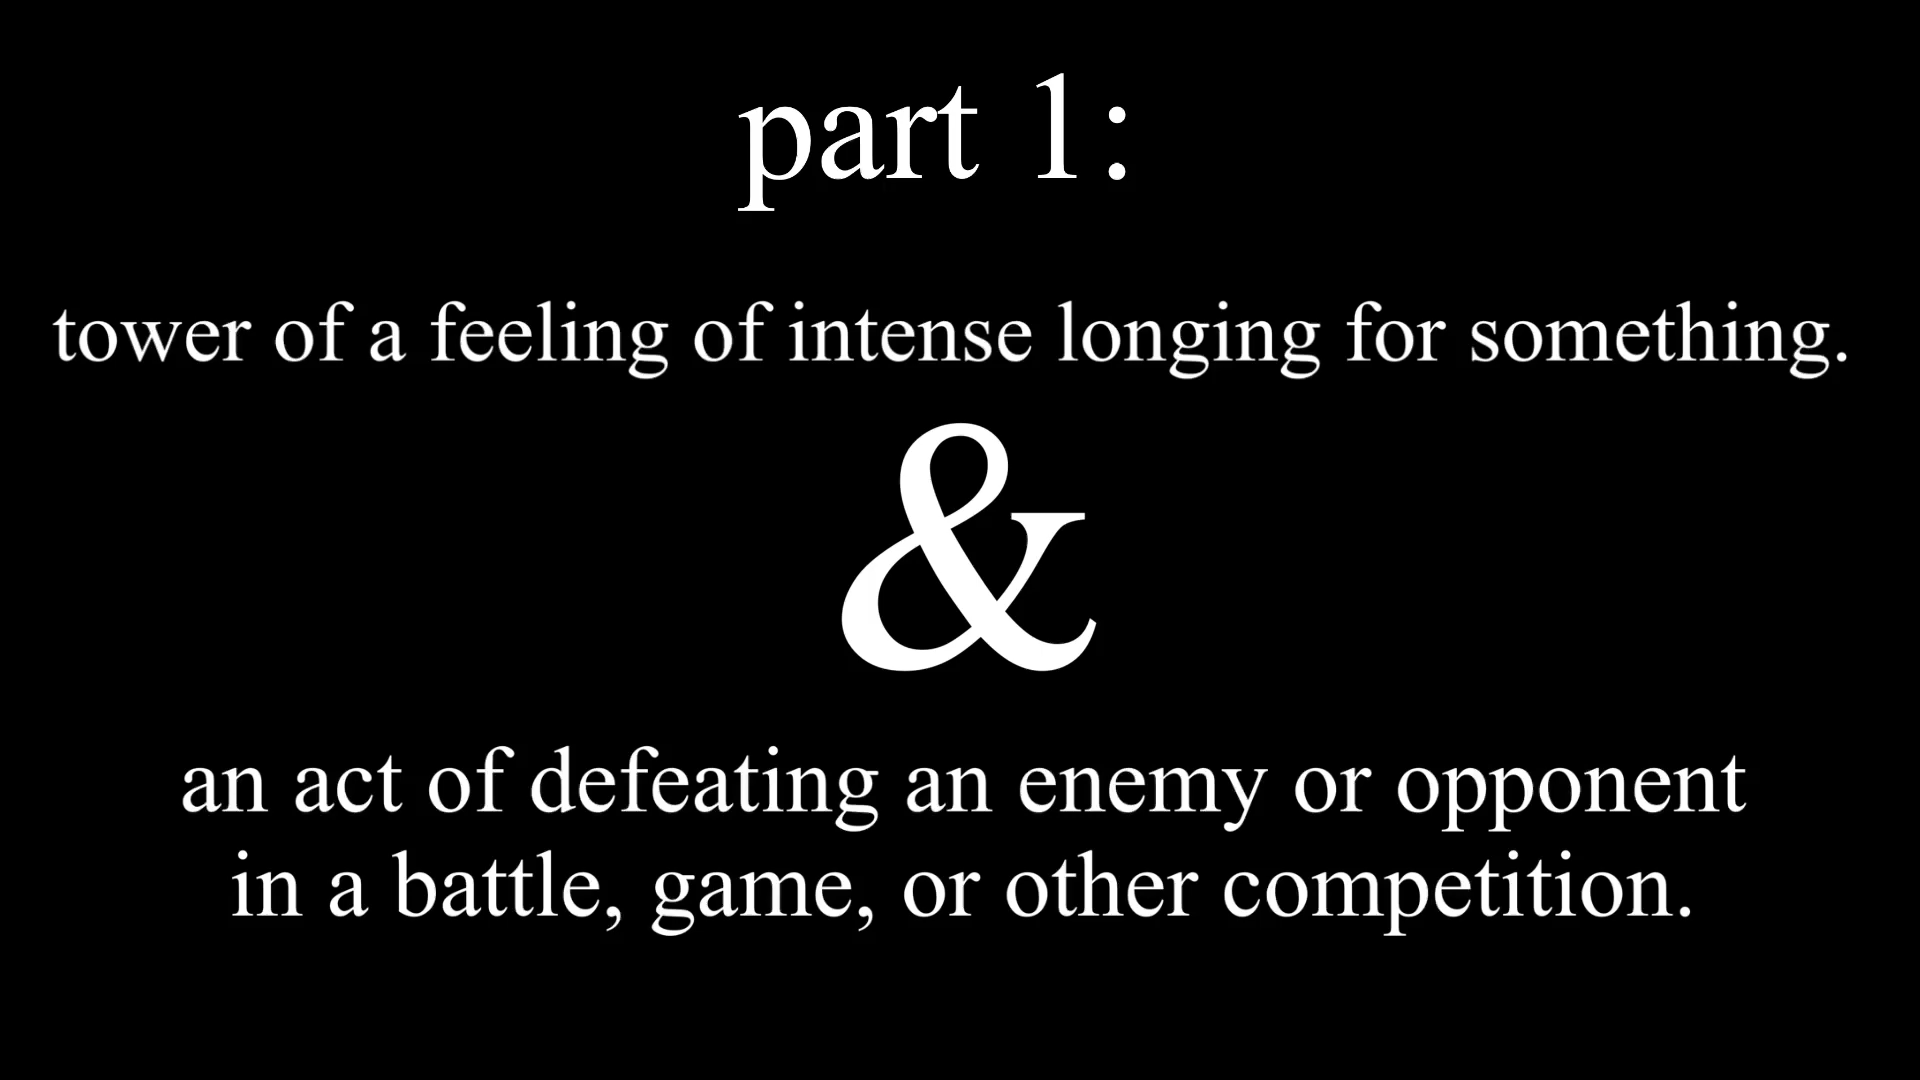 part 1:
tower of a feeling of intense longing for something.
&
an act of defeating an enemy or opponent
in a battle, game, or other competition.